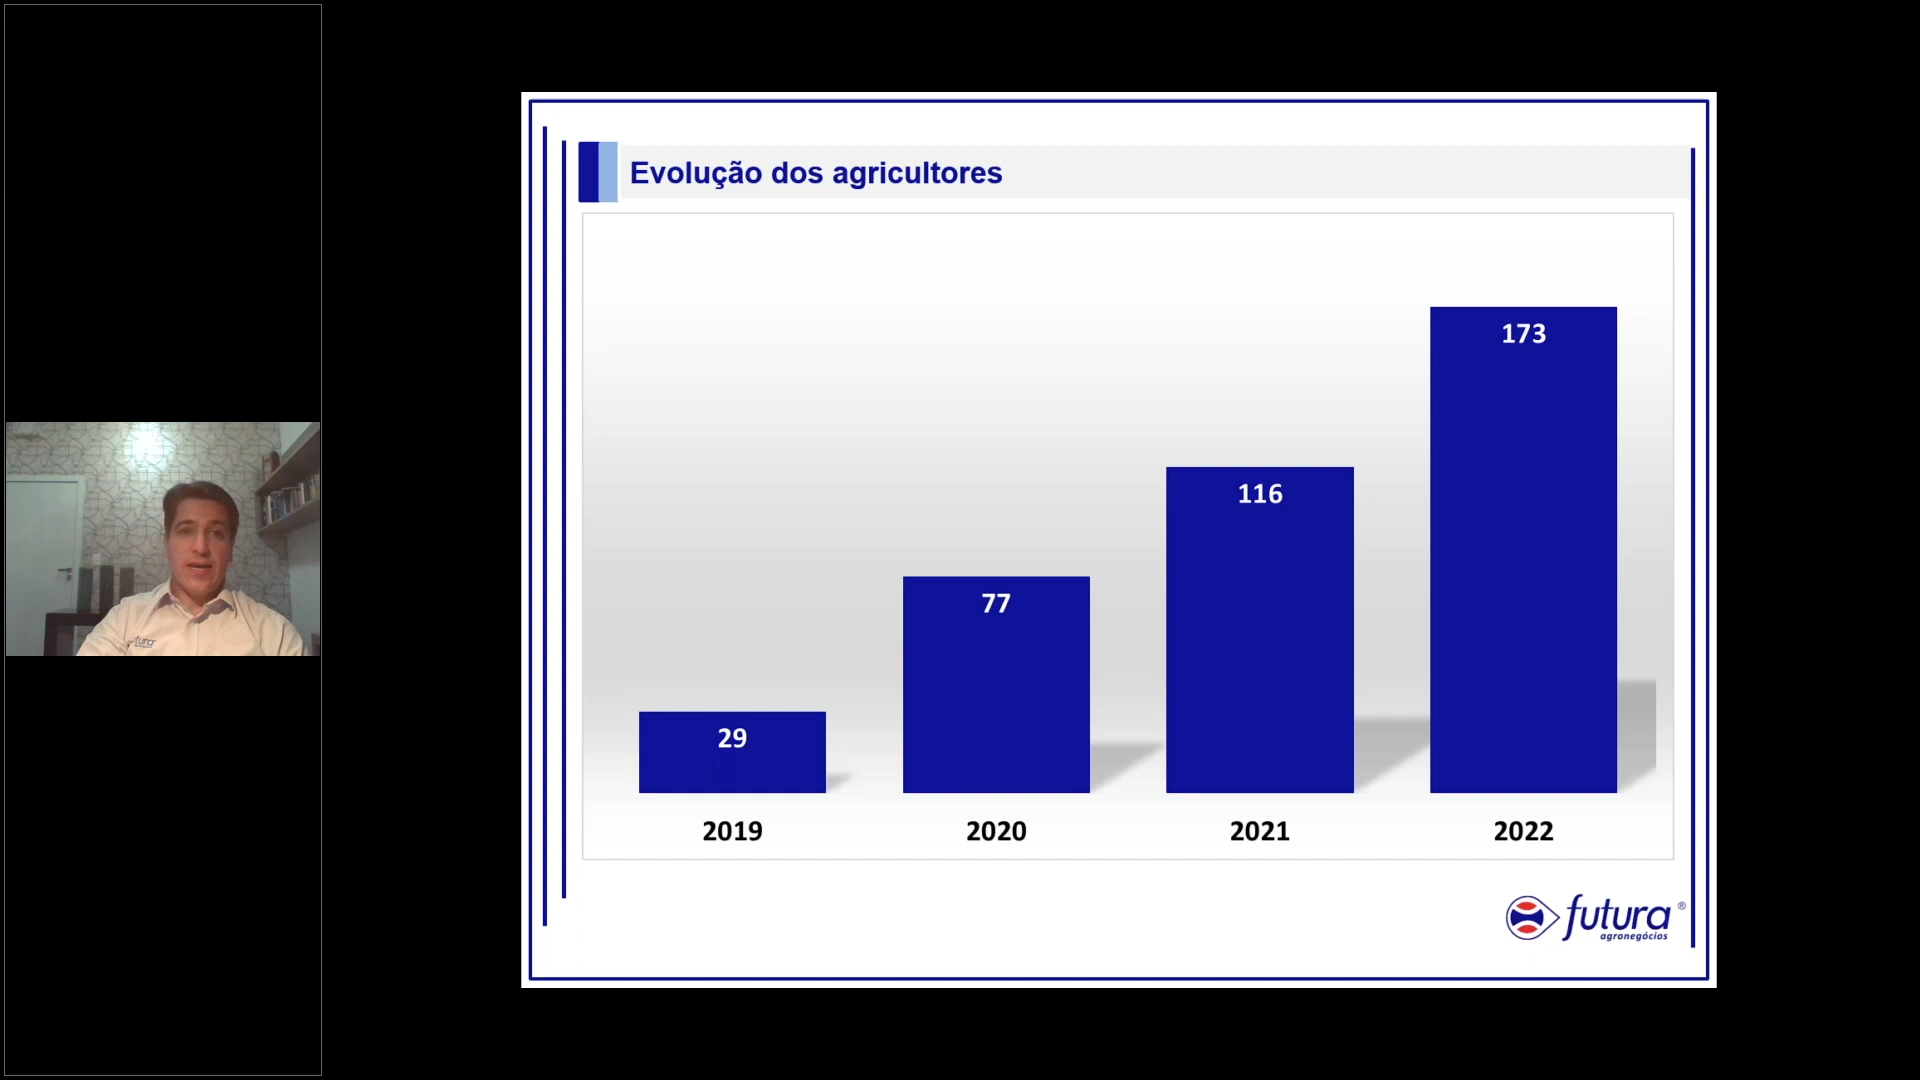 Evolução dos agricultores
173
116
77
29
2019 2020 2021 2022
futura®
agronegócios